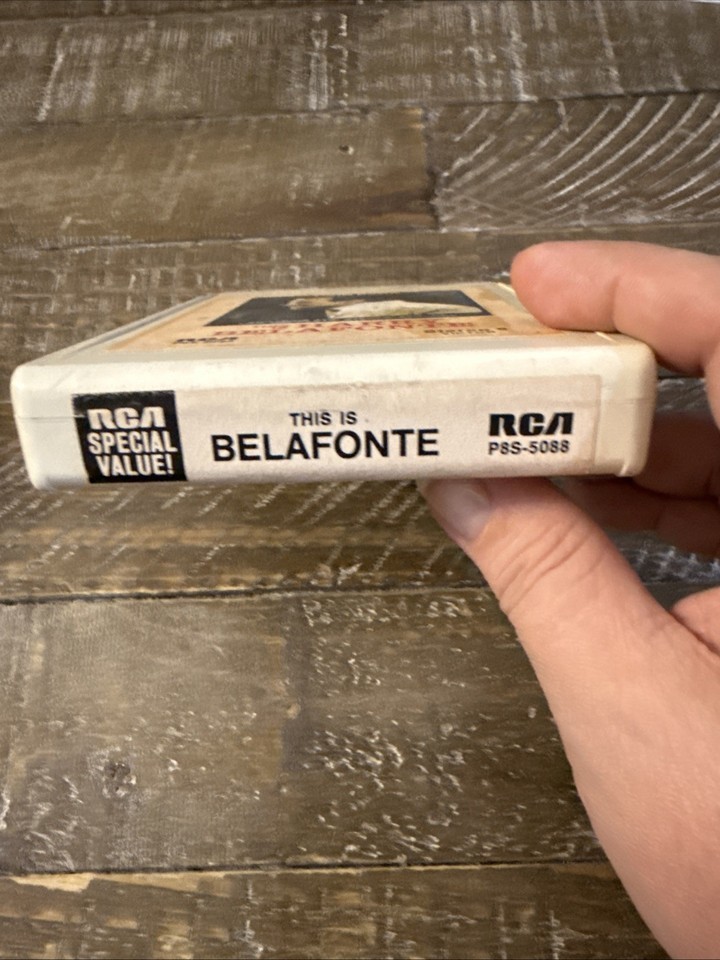 RCA
SPECIAL
VALUE!
THIS IS
BELAFONTE
RCA
P8S-5088